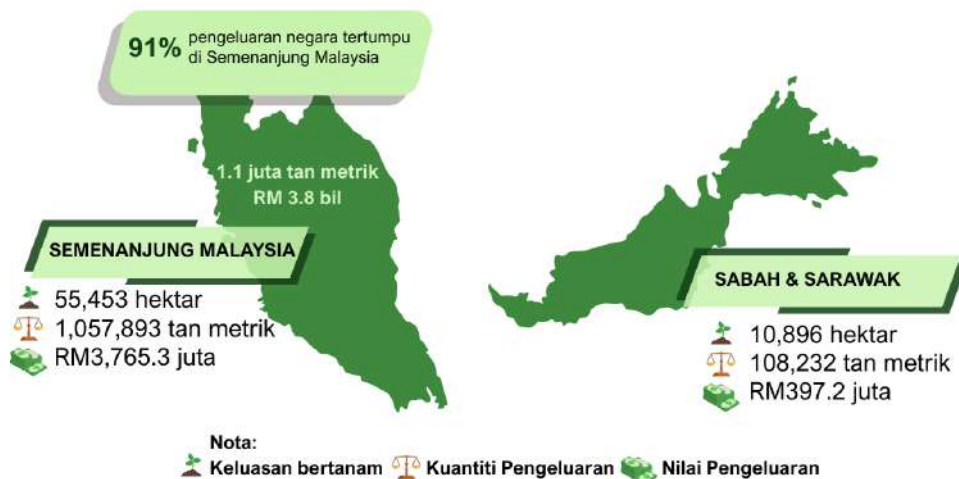 91% pengeluaran negara tertumpu
di Semenanjung Malaysia
1.1 juta tan metrik
RM 3.8 bil
SEMENANJUNG MALAYSIA
55,453 hektar
1,057,893 tan metrik
RM3,765.3 juta
SABAH & SARAWAK
10,896 hektar
108,232 tan metrik
RM397.2 juta
Nota:
Keluasan bertanam Kuantiti Pengeluaran Nilai Pengeluaran